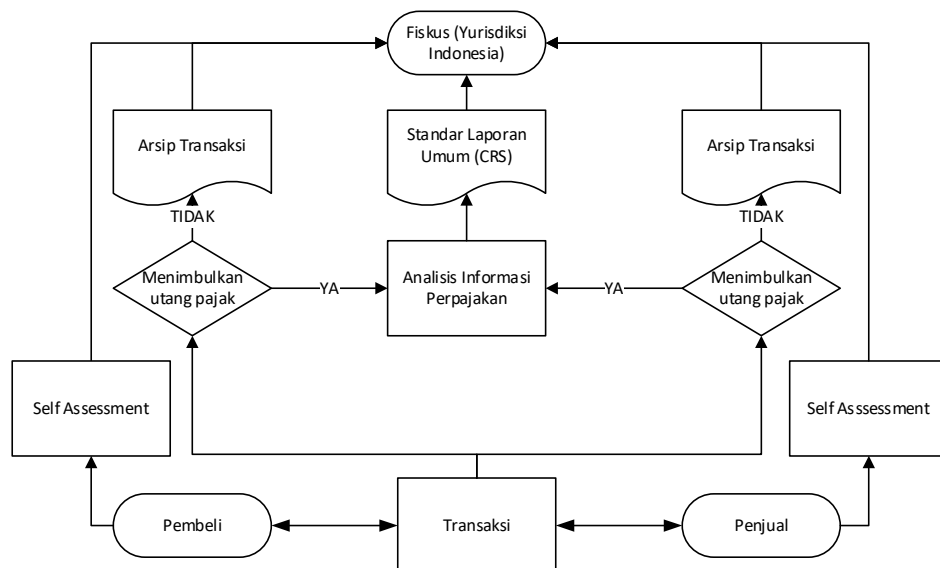 Fiskus (Yurisdiksi
Indonesia)
Arsip Transaksi
Standar Laporan
Umum (CRS)
Arsip Transaksi
TIDAK
TIDAK
Menimbulkan
utang pajak
YA
Analisis Informasi
Perpajakan
YA
Menimbulkan
utang pajak
Self Assessment
Self Asssessment
Pembeli
Transaksi
Penjual